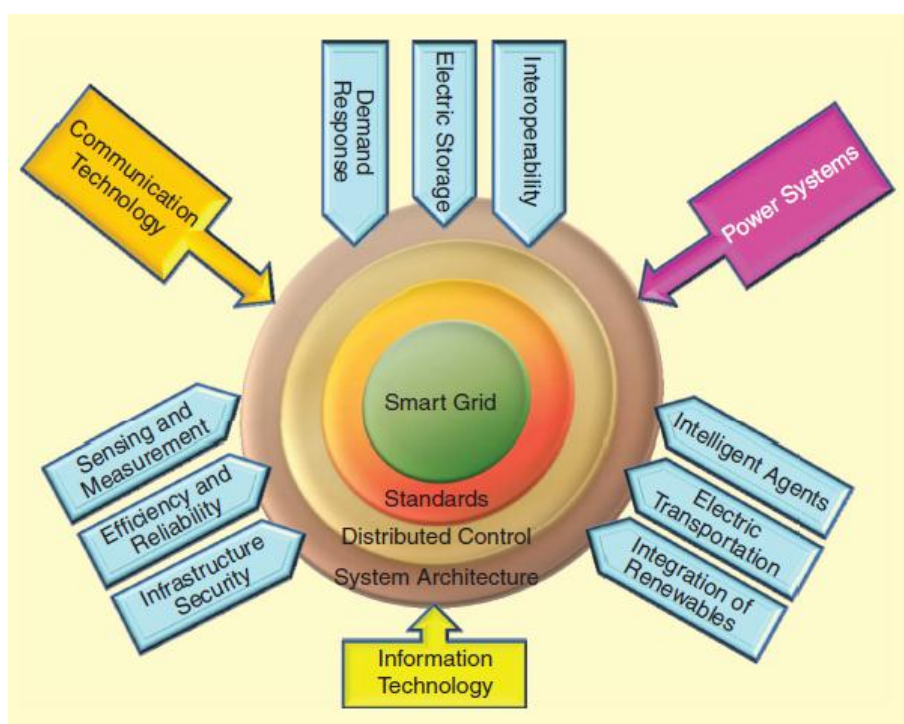 Demand
Response
Electric Storage
Interoperability
Communication
Technology
Power Systems
Smart Grid
Standards
Distributed Control
System Architecture
Sensing and
Measurement
Efficiency and
Reliability
Infrastructure
Security
Intelligent Agents
Electric
Transportation
Integration of
Renewables
Information
Technology